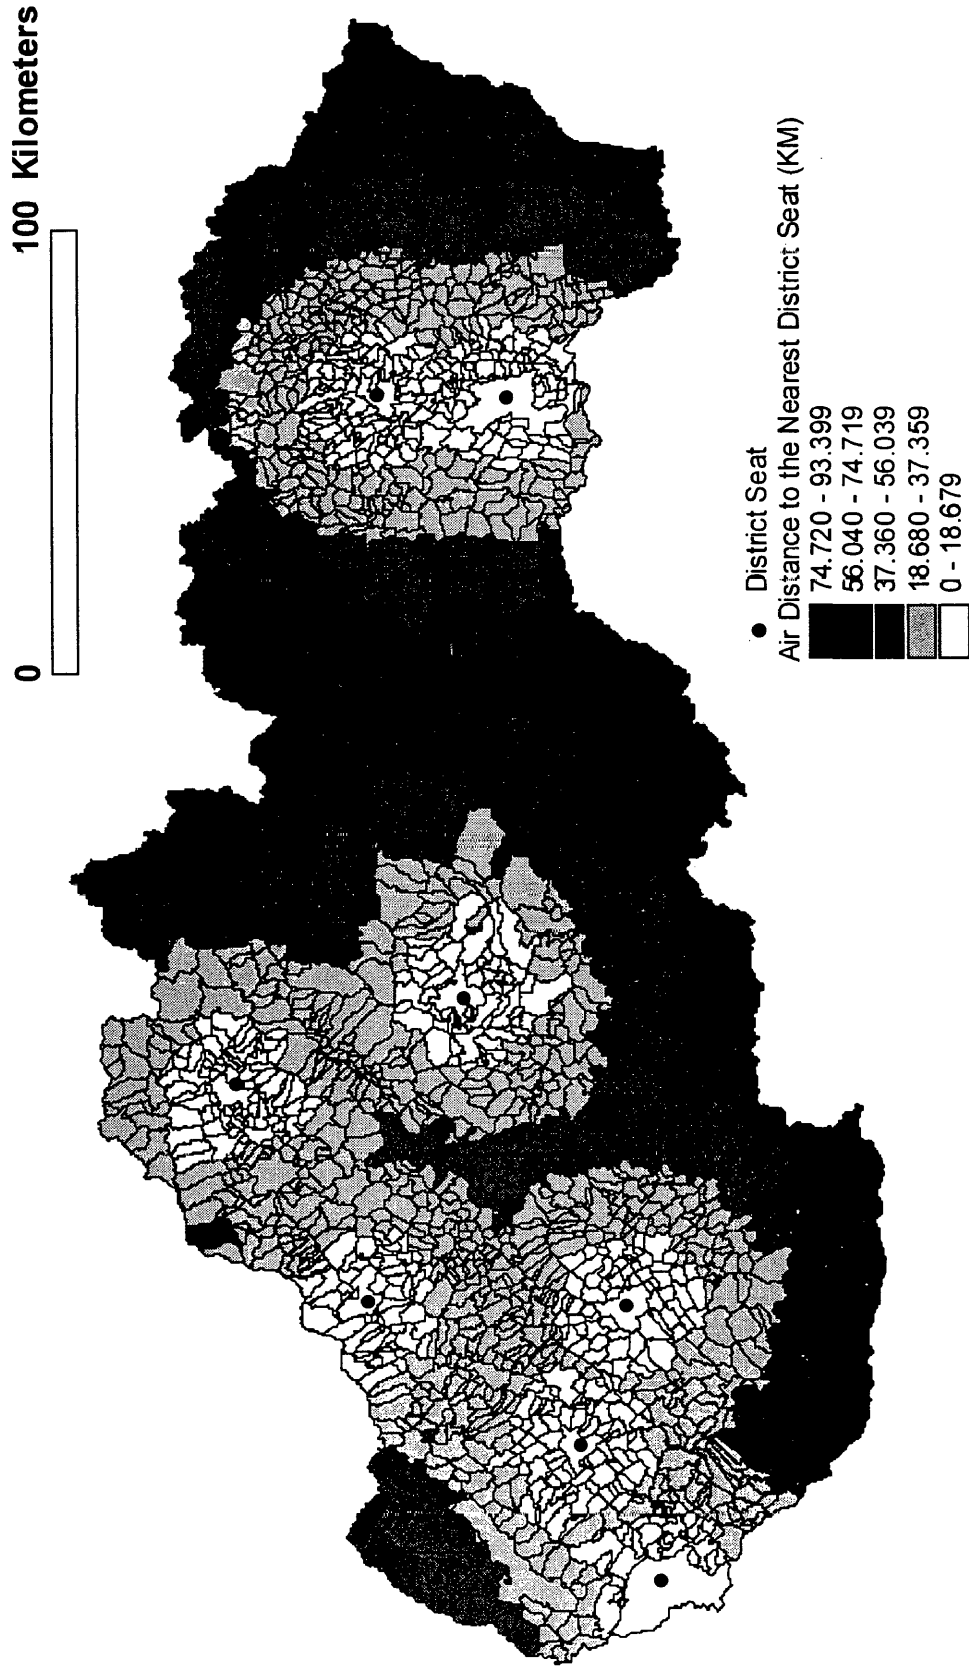 0 100 Kilometers
District Seat
Air Distance to the Nearest District Seat (KM)
74.720 - 93.399
56.040 - 74.719
37.360 - 56.039
18.680 - 37.359
0 - 18.679